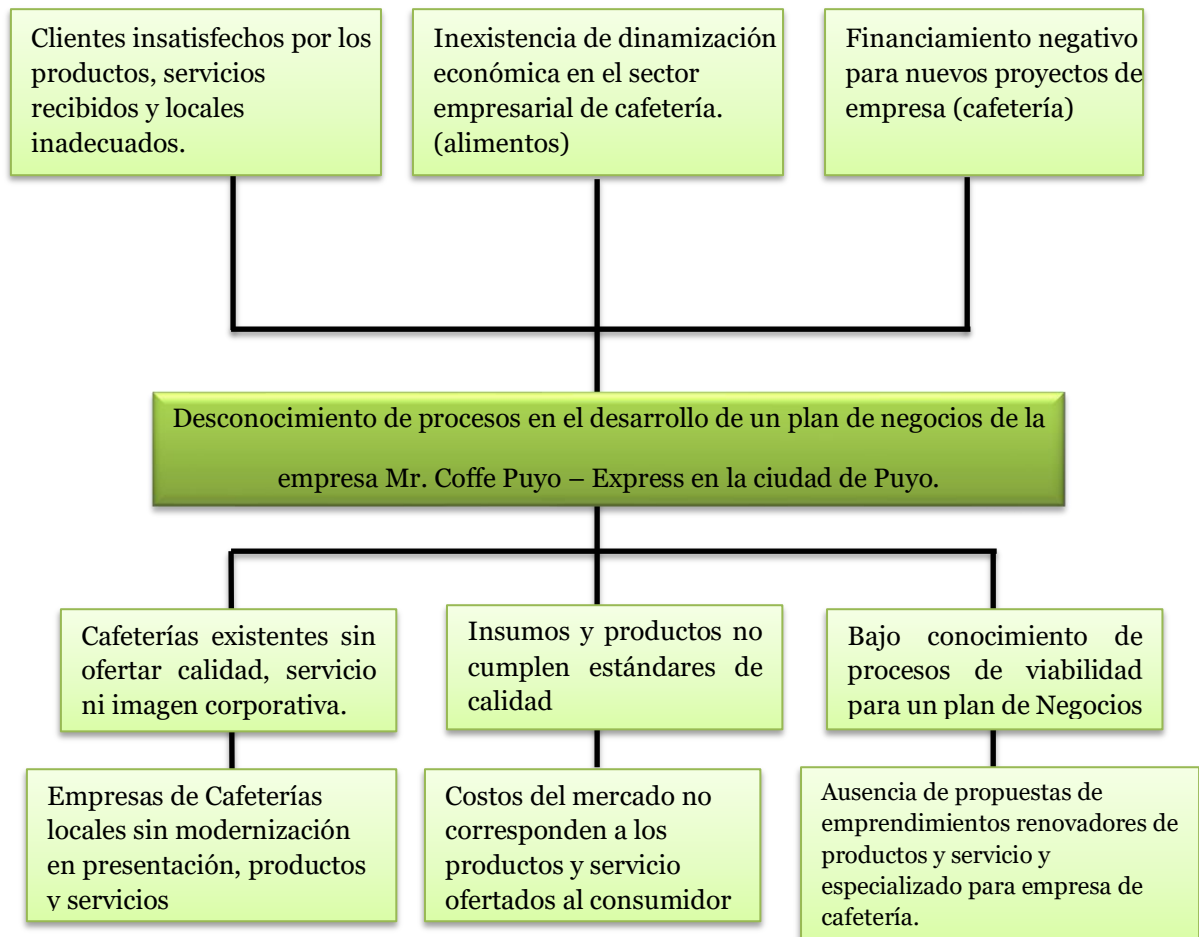 Clientes insatisfechos por los
productos, servicios
recibidos y locales
inadecuados.
Inexistencia de dinamización
económica en el sector
empresarial de cafetería.
(alimentos)
Financiamiento negativo
para nuevos proyectos de
empresa (cafetería)
Desconocimiento de procesos en el desarrollo de un plan de negocios de la
empresa Mr. Coffe Puyo – Express en la ciudad de Puyo.
Cafeterías existentes sin
ofertar calidad, servicio
ni imagen corporativa.
Insumos y productos no
cumplen estándares de
calidad
Bajo conocimiento de
procesos de viabilidad
para un plan de Negocios
Empresas de Cafeterías
locales sin modernización
en presentación, productos
y servicios
Costos del mercado no
corresponden a los
productos y servicio
ofertados al consumidor
Ausencia de propuestas de
emprendimientos renovadores de
productos y servicio y
especializado para empresa de
cafetería.